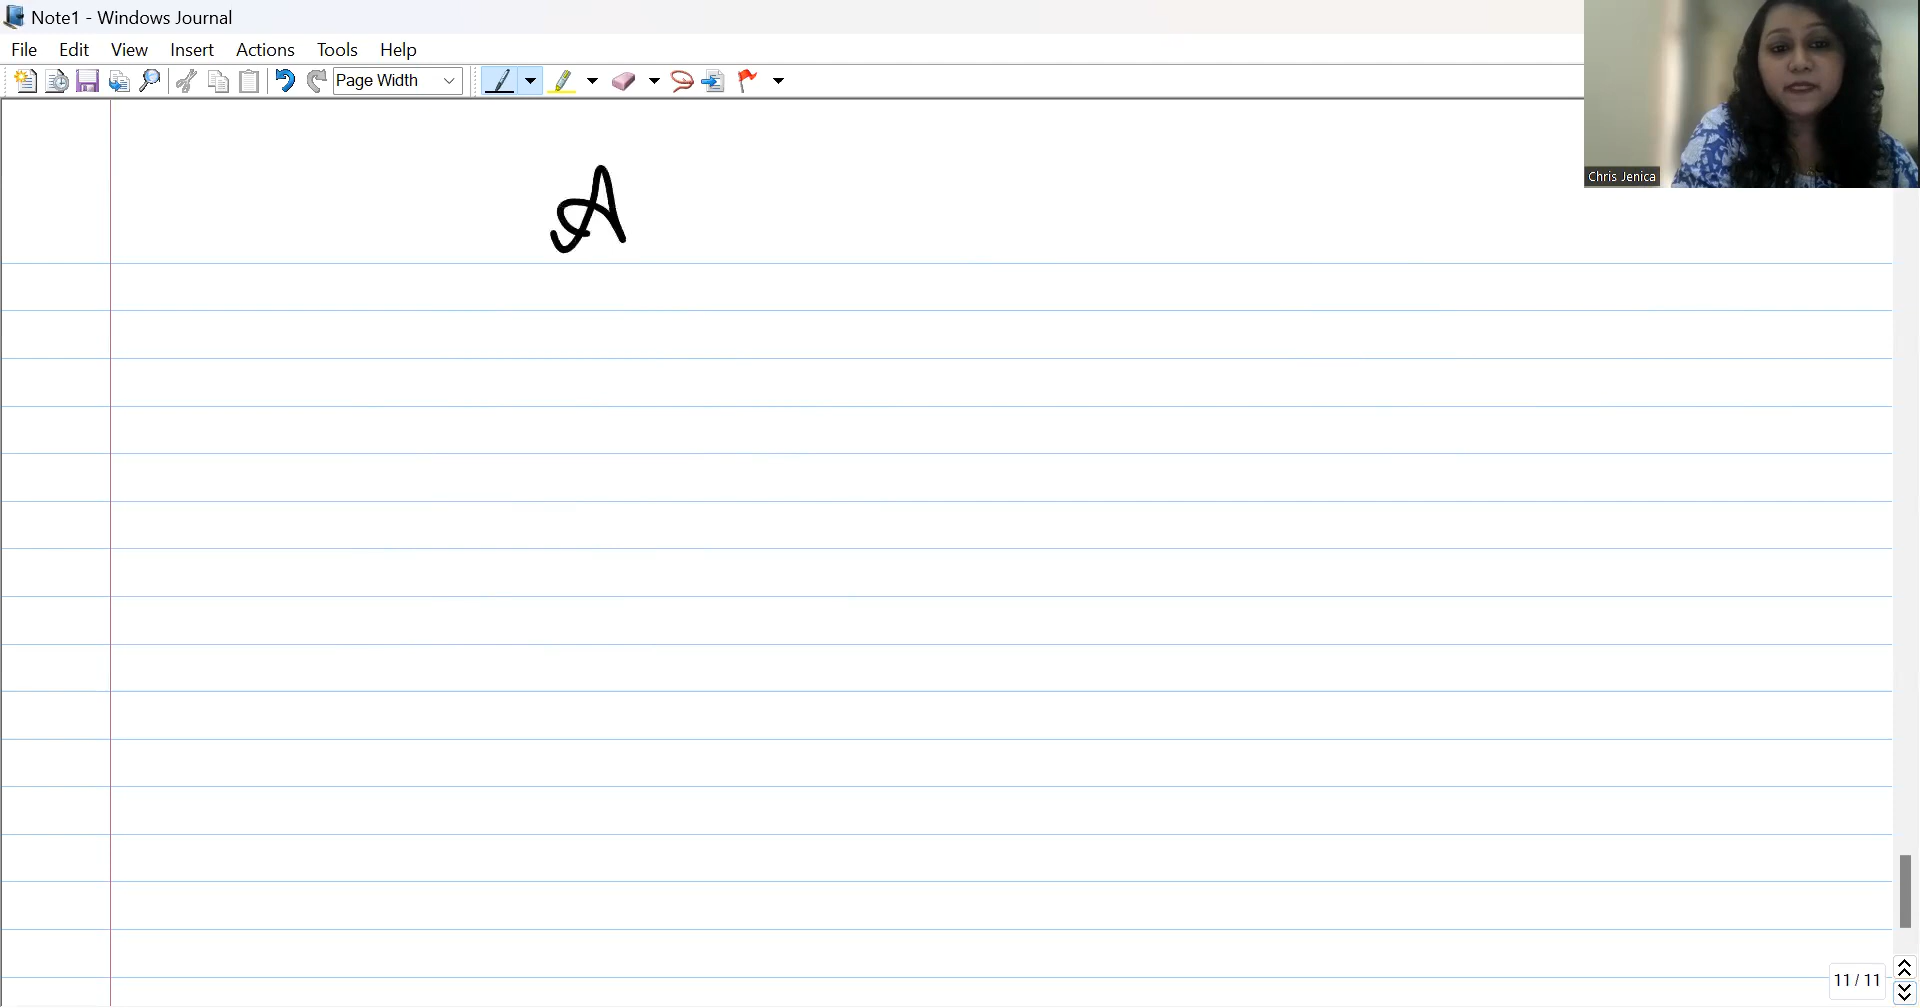 Note1 - Windows Journal
File Edit View Insert Actions Tools Help
Page Width
Chris Jenica
A
11 / 11